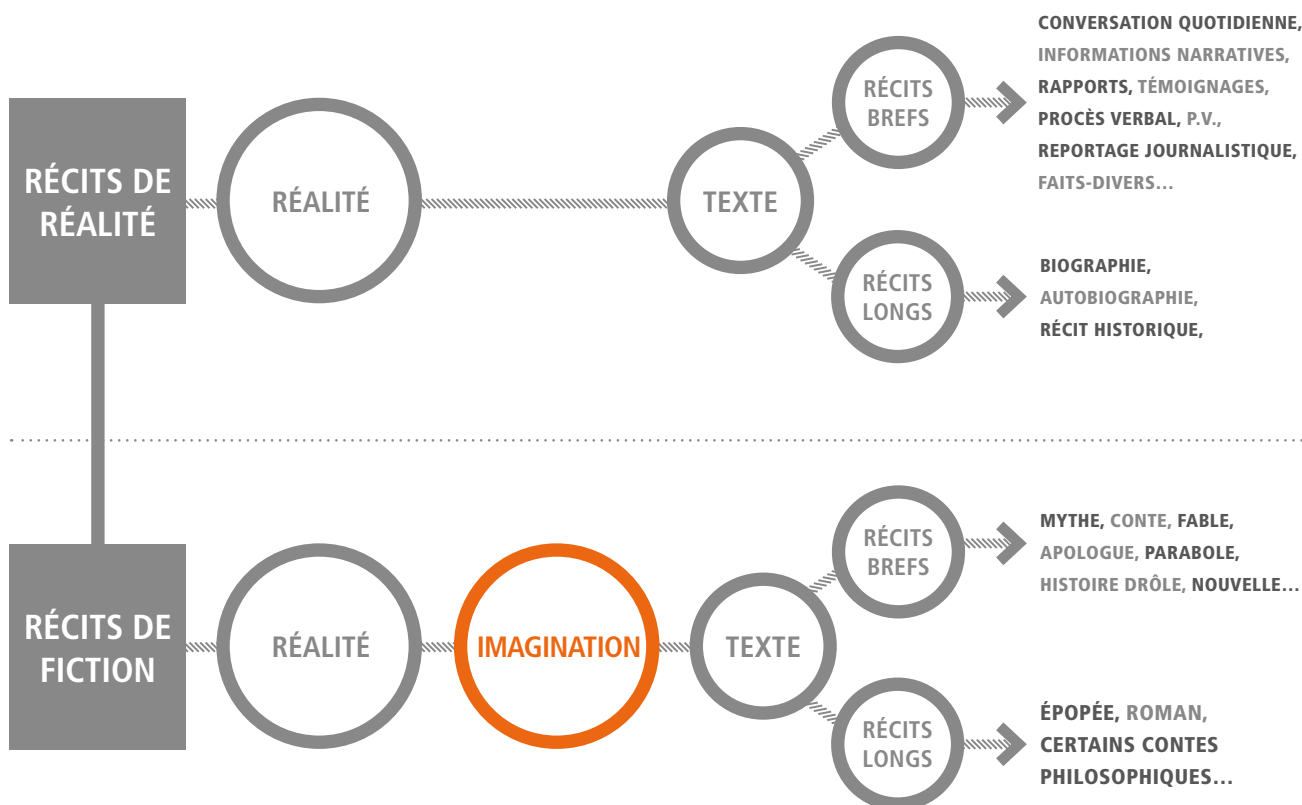 RÉCITS DE
RÉALITÉ
RÉALITÉ
TEXTE
RÉCITS
BREFS
CONVERSATION QUOTIDIENNE,
INFORMATIONS NARRATIVES,
RAPPORTS, TÉMOIGNAGES,
PROCÈS VERBAL, P.V.,
REPORTAGE JOURNALISTIQUE,
FAITS-DIVERS...
RÉCITS
LONGS
BIOGRAPHIE,
AUTOBIOGRAPHIE,
RÉCIT HISTORIQUE,
RÉCITS DE
FICTION
RÉALITÉ
IMAGINATION
TEXTE
RÉCITS
BREFS
MYTHE, CONTE, FABLE,
APOLOGUE, PARABOLE,
HISTOIRE DRÔLE, NOUVELLE...
RÉCITS
LONGS
ÉPOPÉE, ROMAN,
CERTAINS CONTES
PHILOSOPHIQUES...